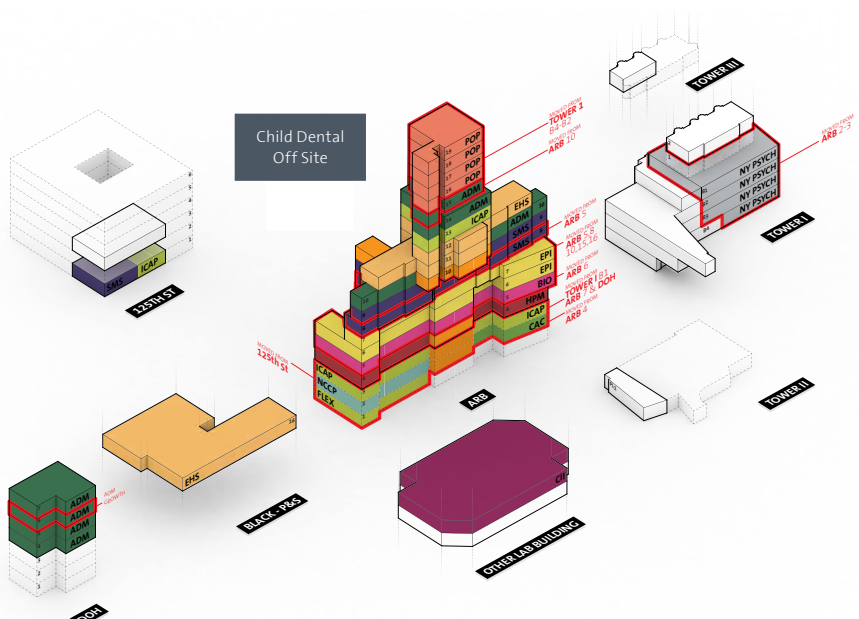 Child Dental
Off Site
TOWER III
MOVED FROM
TOWER 1
B4-B2
MOVED FROM
ARB 10
MOVED FROM
ARB 2-3
POP
POP
POP
POP
ADM
ADM
ICAP
EHS
ADM
SMS
SMS
MOVED FROM
ARB 5
MOVED FROM
ARB 5,8
10,15,16
MOVED FROM
ARB 6
MOVED FROM
TOWER I B1
ARB 7 & DOH
MOVED FROM
ARB 4
EPI
EPI
BIO
HPM
ICAP
CAC
NY PSYCH
NY PSYCH
NY PSYCH
NY PSYCH
TOWER I
SMS
ICAP
125TH ST
MOVED FROM
125th St
ICAP
NCCP
FLEX
ARB
TOWER II
EHS
16
BLACK - P&S
ADM
ADM
ADM
ADM
ADM
GROWTH
OTHER LAB BUILDING
DOH